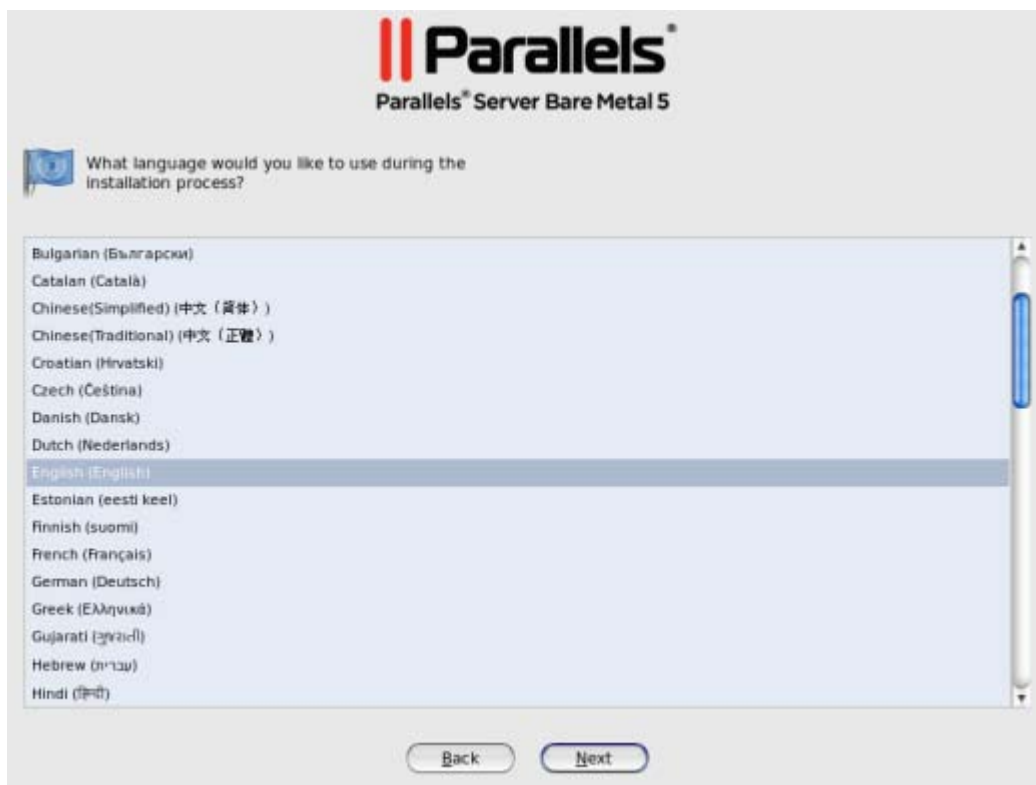 Parallels®
Parallels® Server Bare Metal 5
What language would you like to use during the
installation process?
Bulgarian (Български)
Catalan (Català)
Chinese(Simplified) (中文（简体）)
Chinese(Traditional) (中文（正體）)
Croatian (Hrvatski)
Czech (Čeština)
Danish (Dansk)
Dutch (Nederlands)
English (English)
Estonian (eesti keel)
Finnish (suomi)
French (Français)
German (Deutsch)
Greek (Ελληνικά)
Gujarati (ગુજરાતી)
Hebrew (עברית)
Hindi (हिन्दी)
Back
Next